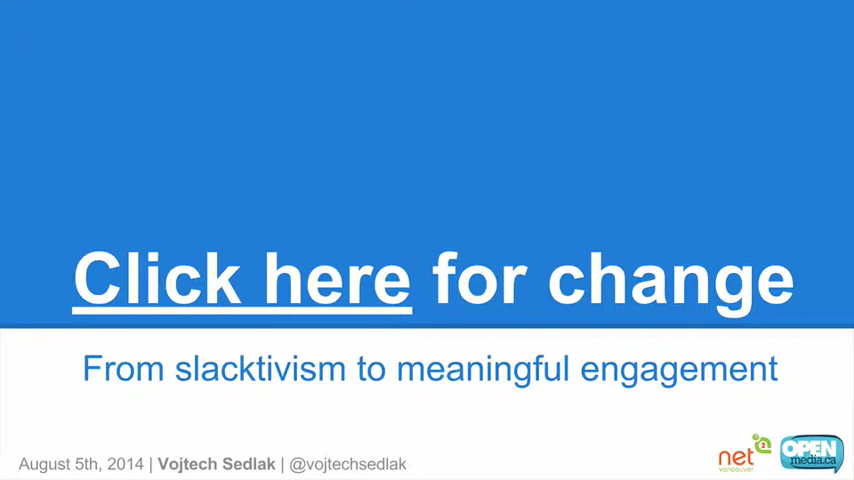 Click here for change
From slacktivism to meaningful engagement
August 5th, 2014 | Vojtech Sedlak | @vojtechsedlak
net 2
vancouver
OPEN
media.ca